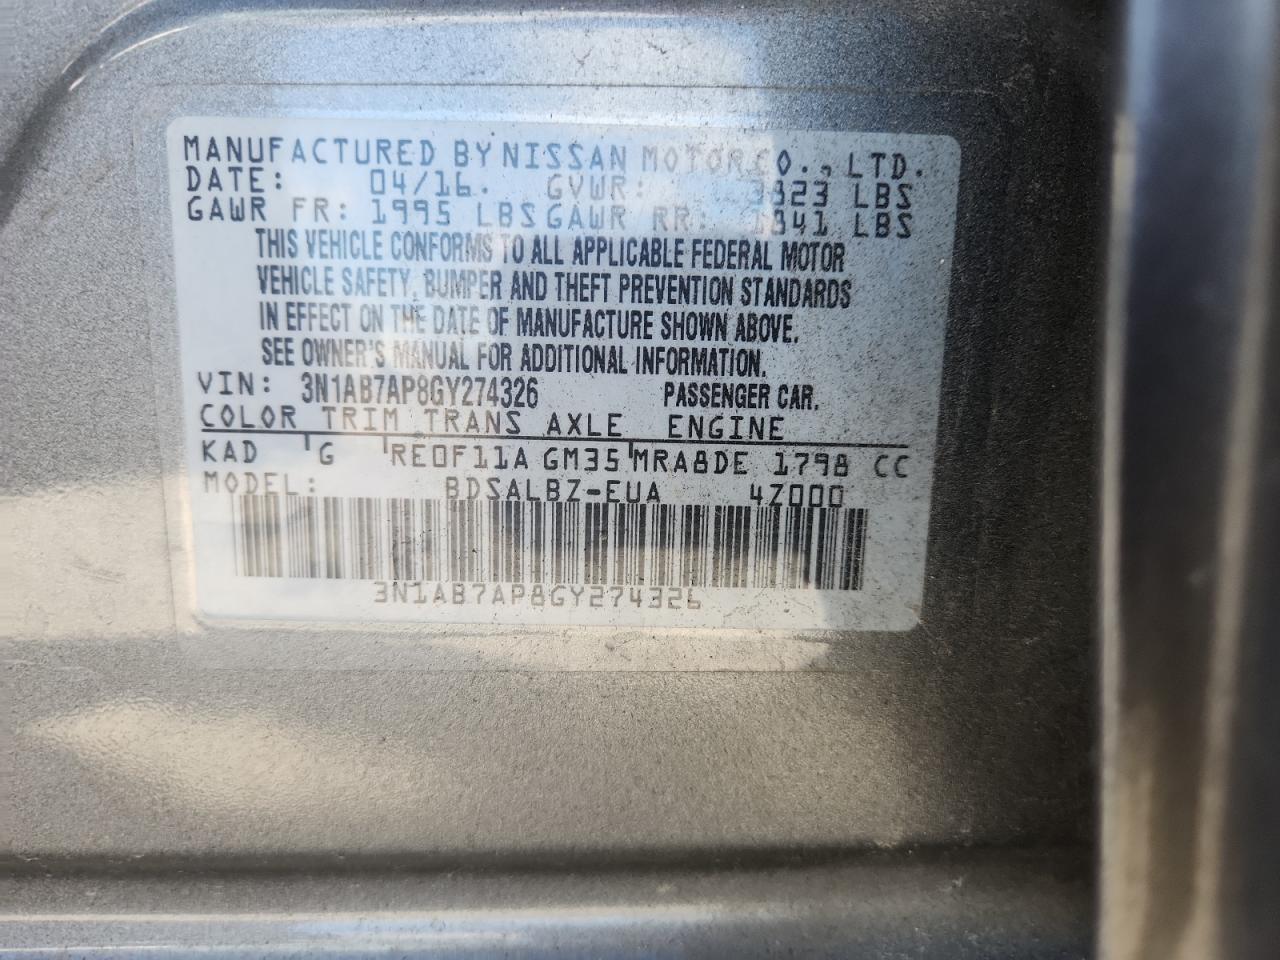 MANUFACTURED BY NISSAN MOTOR CO., LTD.
DATE: 04/16. GVWR: 3823 LBS
GAWR FR: 1995 LBS GAWR RR: 1841 LBS
THIS VEHICLE CONFORMS TO ALL APPLICABLE FEDERAL MOTOR
VEHICLE SAFETY, BUMPER AND THEFT PREVENTION STANDARDS
IN EFFECT ON THE DATE OF MANUFACTURE SHOWN ABOVE.
SEE OWNER'S MANUAL FOR ADDITIONAL INFORMATION.
VIN: 3N1AB7AP8GY274326 PASSENGER CAR.
COLOR TRIM TRANS AXLE ENGINE
KAD G RE0F11A GM35 MRA8DE 1798 CC
MODEL: BDSALBZ-EUA 4Z000
3N1AB7AP8GY274326